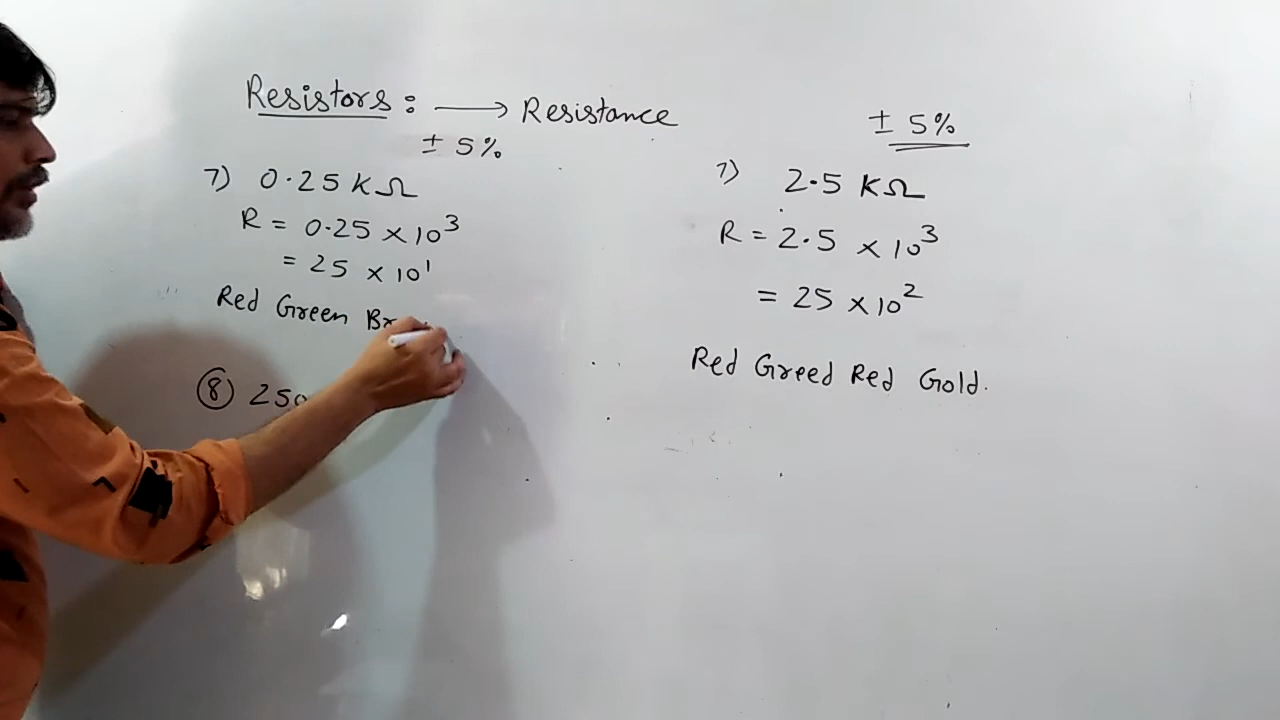 Resistors : → Resistance
± 5%
7) 0.25 KΩ
R = 0.25 × 10³
= 25 × 10¹
Red Green
⑧
± 5%
7) 2.5 KΩ
R = 2.5 × 10³
= 25 × 10²
Red Greed Red Gold.